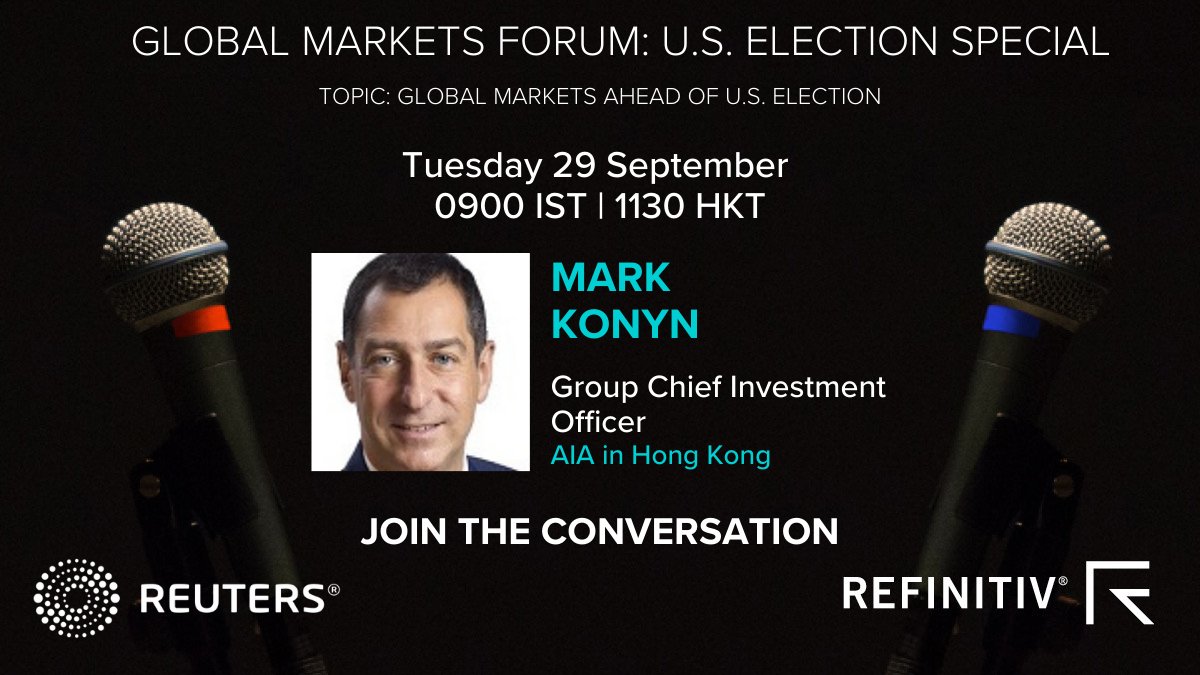 GLOBAL MARKETS FORUM: U.S. ELECTION SPECIAL
TOPIC: GLOBAL MARKETS AHEAD OF U.S. ELECTION
Tuesday 29 September
0900 IST | 1130 HKT
MARK
KONYN
Group Chief Investment
Officer
AIA in Hong Kong
JOIN THE CONVERSATION
REUTERS®
REFINITIV®